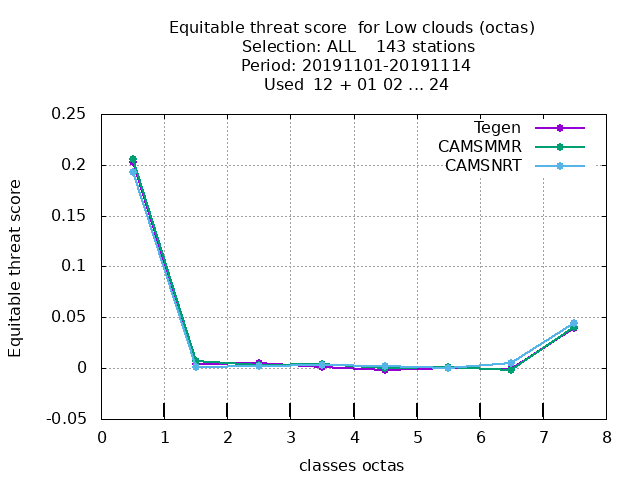 Equitable threat score  for Low clouds (octas)
Selection: ALL    143 stations
Period: 20191101-20191114
Used  12 + 01 02 ... 24
0.25
0.2
0.15
0.1
0.05
0
-0.05
Equitable threat score
Tegen
CAMSMMR
CAMSNRT
0 1 2 3 4 5 6 7 8
classes octas